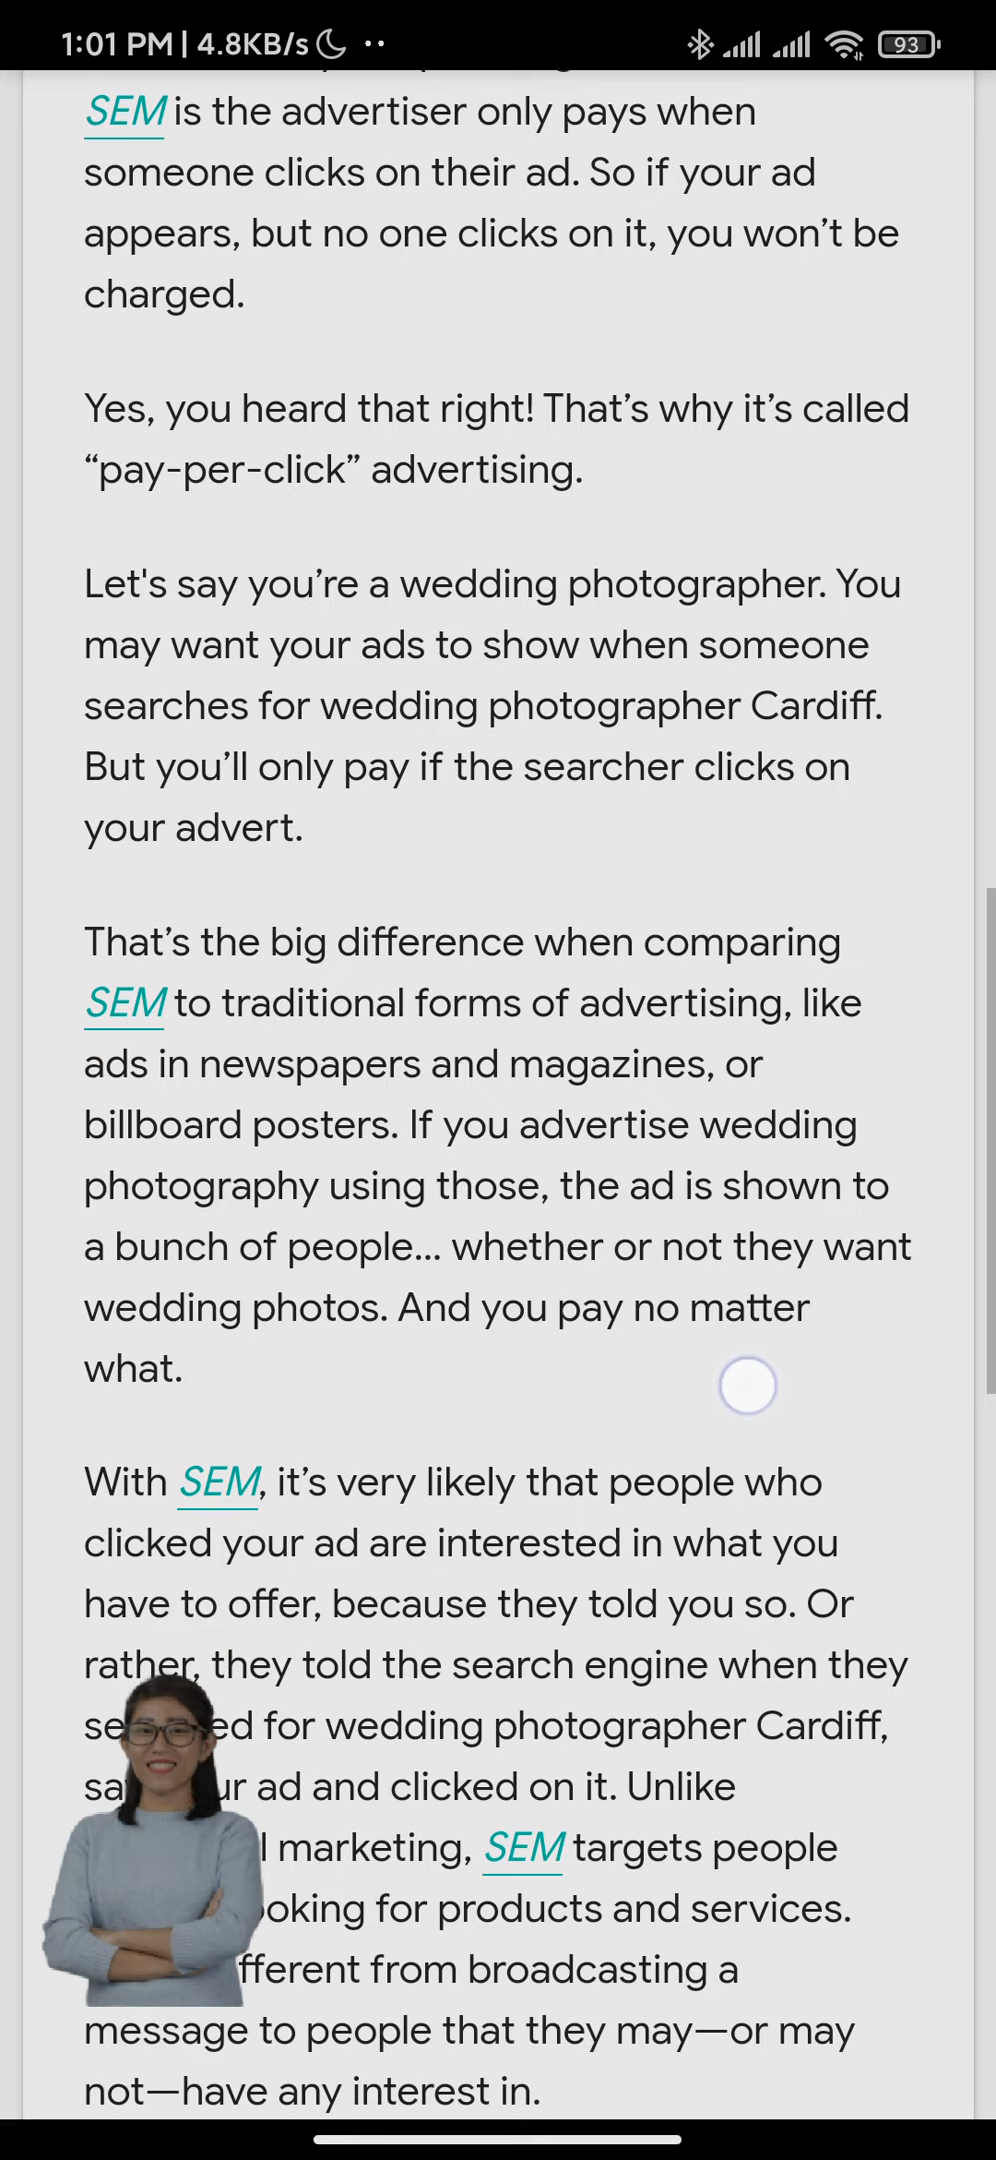 1:01 PM | 4.8KB/s
93
SEM is the advertiser only pays when
someone clicks on their ad. So if your ad
appears, but no one clicks on it, you won’t be
charged.
Yes, you heard that right! That’s why it’s called
“pay-per-click” advertising.
Let's say you’re a wedding photographer. You
may want your ads to show when someone
searches for wedding photographer Cardiff.
But you’ll only pay if the searcher clicks on
your advert.
That’s the big difference when comparing
SEM to traditional forms of advertising, like
ads in newspapers and magazines, or
billboard posters. If you advertise wedding
photography using those, the ad is shown to
a bunch of people... whether or not they want
wedding photos. And you pay no matter
what.
With SEM, it’s very likely that people who
clicked your ad are interested in what you
have to offer, because they told you so. Or
rather, they told the search engine when they
for wedding photographer Cardiff,
ad and clicked on it. Unlike
marketing, SEM targets people
for products and services.
from broadcasting a
message to people that they may—or may
not—have any interest in.